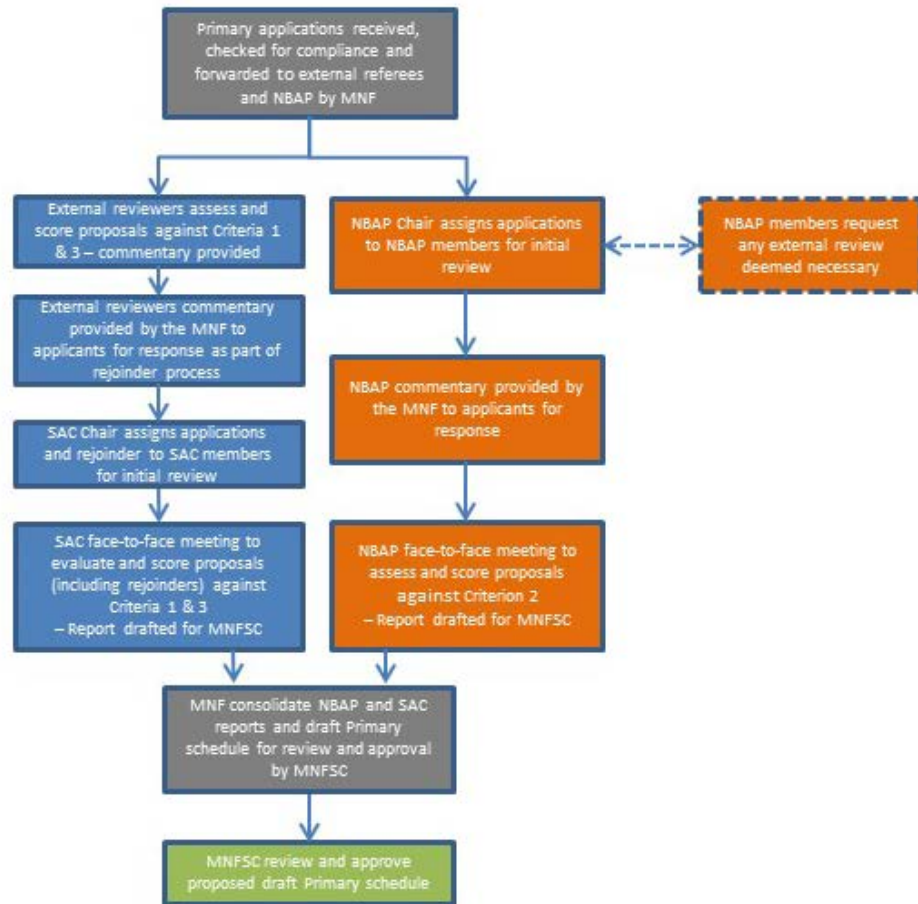 Primary applications received,
checked for compliance and
forwarded to external referees
and NBAP by MNF
External reviewers assess and
score proposals against Criteria 1
& 3 – commentary provided
External reviewers commentary
provided by the MNF to
applicants for response as part of
rejoinder process
SAC Chair assigns applications
and rejoinder to SAC members
for initial review
SAC face-to-face meeting to
evaluate and score proposals
(including rejoinders) against
Criteria 1 & 3
– Report drafted for MNFSC
NBAP Chair assigns applications
to NBAP members for initial
review
NBAP members request
any external review
deemed necessary
NBAP commentary provided by
the MNF to applicants for
response
NBAP face-to-face meeting to
assess and score proposals
against Criterion 2
– Report drafted for MNFSC
MNF consolidate NBAP and SAC
reports and draft Primary
schedule for review and approval
by MNFSC
MNFSC review and approve
proposed draft Primary schedule